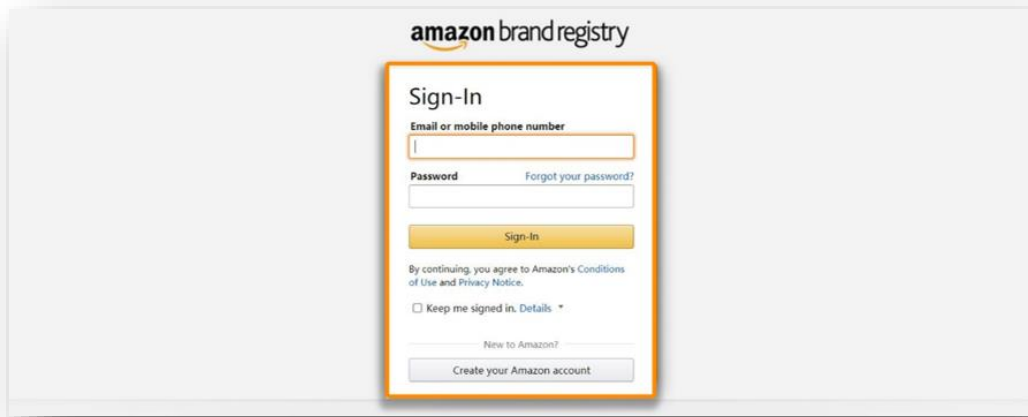 amazon brand registry
Sign-In
Email or mobile phone number
Password Forgot your password?
Sign-In
By continuing, you agree to Amazon's Conditions
of Use and Privacy Notice.
Keep me signed in. Details
New to Amazon?
Create your Amazon account